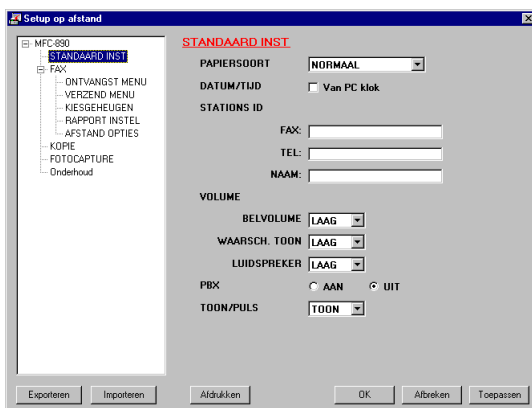 Setup op afstand
MFC-890
STANDAARD INST
FAX
ONTVANGST MENU
VERZEND MENU
KIESGEHEUGEN
RAPPORT INSTEL
AFSTAND OPTIES
KOPIE
FOTOCAPTURE
Onderhoud
STANDAARD INST
PAPIERSOORT NORMAAL
DATUM/TIJD Van PC klok
STATIONS ID
FAX:
TEL:
NAAM:
VOLUME
BELVOLUME LAAG
WAARSCH. TOON LAAG
LUIDSPREKER LAAG
PBX AAN UIT
TOON/PULS TOON
Exporteren Importeren Afdrukken OK Afbreken Toepassen